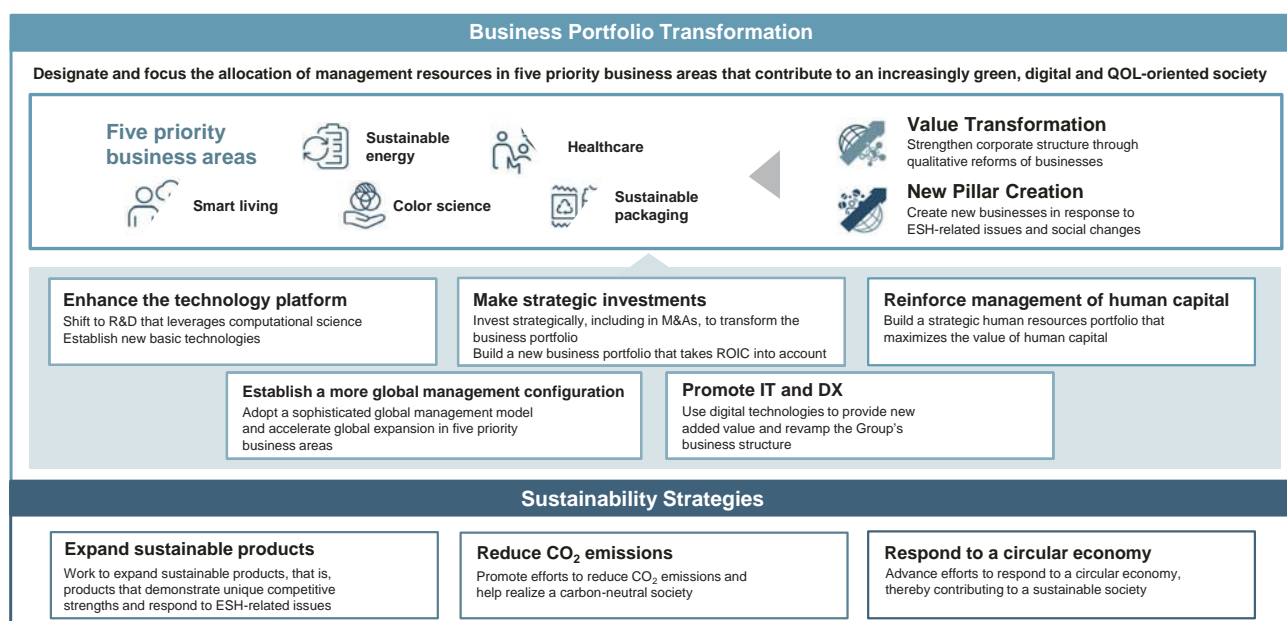 Business Portfolio Transformation
Designate and focus the allocation of management resources in five priority business areas that contribute to an increasingly green, digital and QOL-oriented society
Five priority
business areas
Sustainable
energy
Healthcare
Smart living
Color science
Sustainable
packaging
Value Transformation
Strengthen corporate structure through
qualitative reforms of businesses
New Pillar Creation
Create new businesses in response to
ESH-related issues and social changes
Enhance the technology platform
Shift to R&D that leverages computational science
Establish new basic technologies
Make strategic investments
Invest strategically, including in M&As, to transform the
business portfolio
Build a new business portfolio that takes ROIC into account
Reinforce management of human capital
Build a strategic human resources portfolio that
maximizes the value of human capital
Establish a more global management configuration
Adopt a sophisticated global management model
and accelerate global expansion in five priority
business areas
Promote IT and DX
Use digital technologies to provide new
added value and revamp the Group's
business structure
Sustainability Strategies
Expand sustainable products
Work to expand sustainable products, that is,
products that demonstrate unique competitive
strengths and respond to ESH-related issues
Reduce CO₂ emissions
Promote efforts to reduce CO₂ emissions and
help realize a carbon-neutral society
Respond to a circular economy
Advance efforts to respond to a circular economy,
thereby contributing to a sustainable society